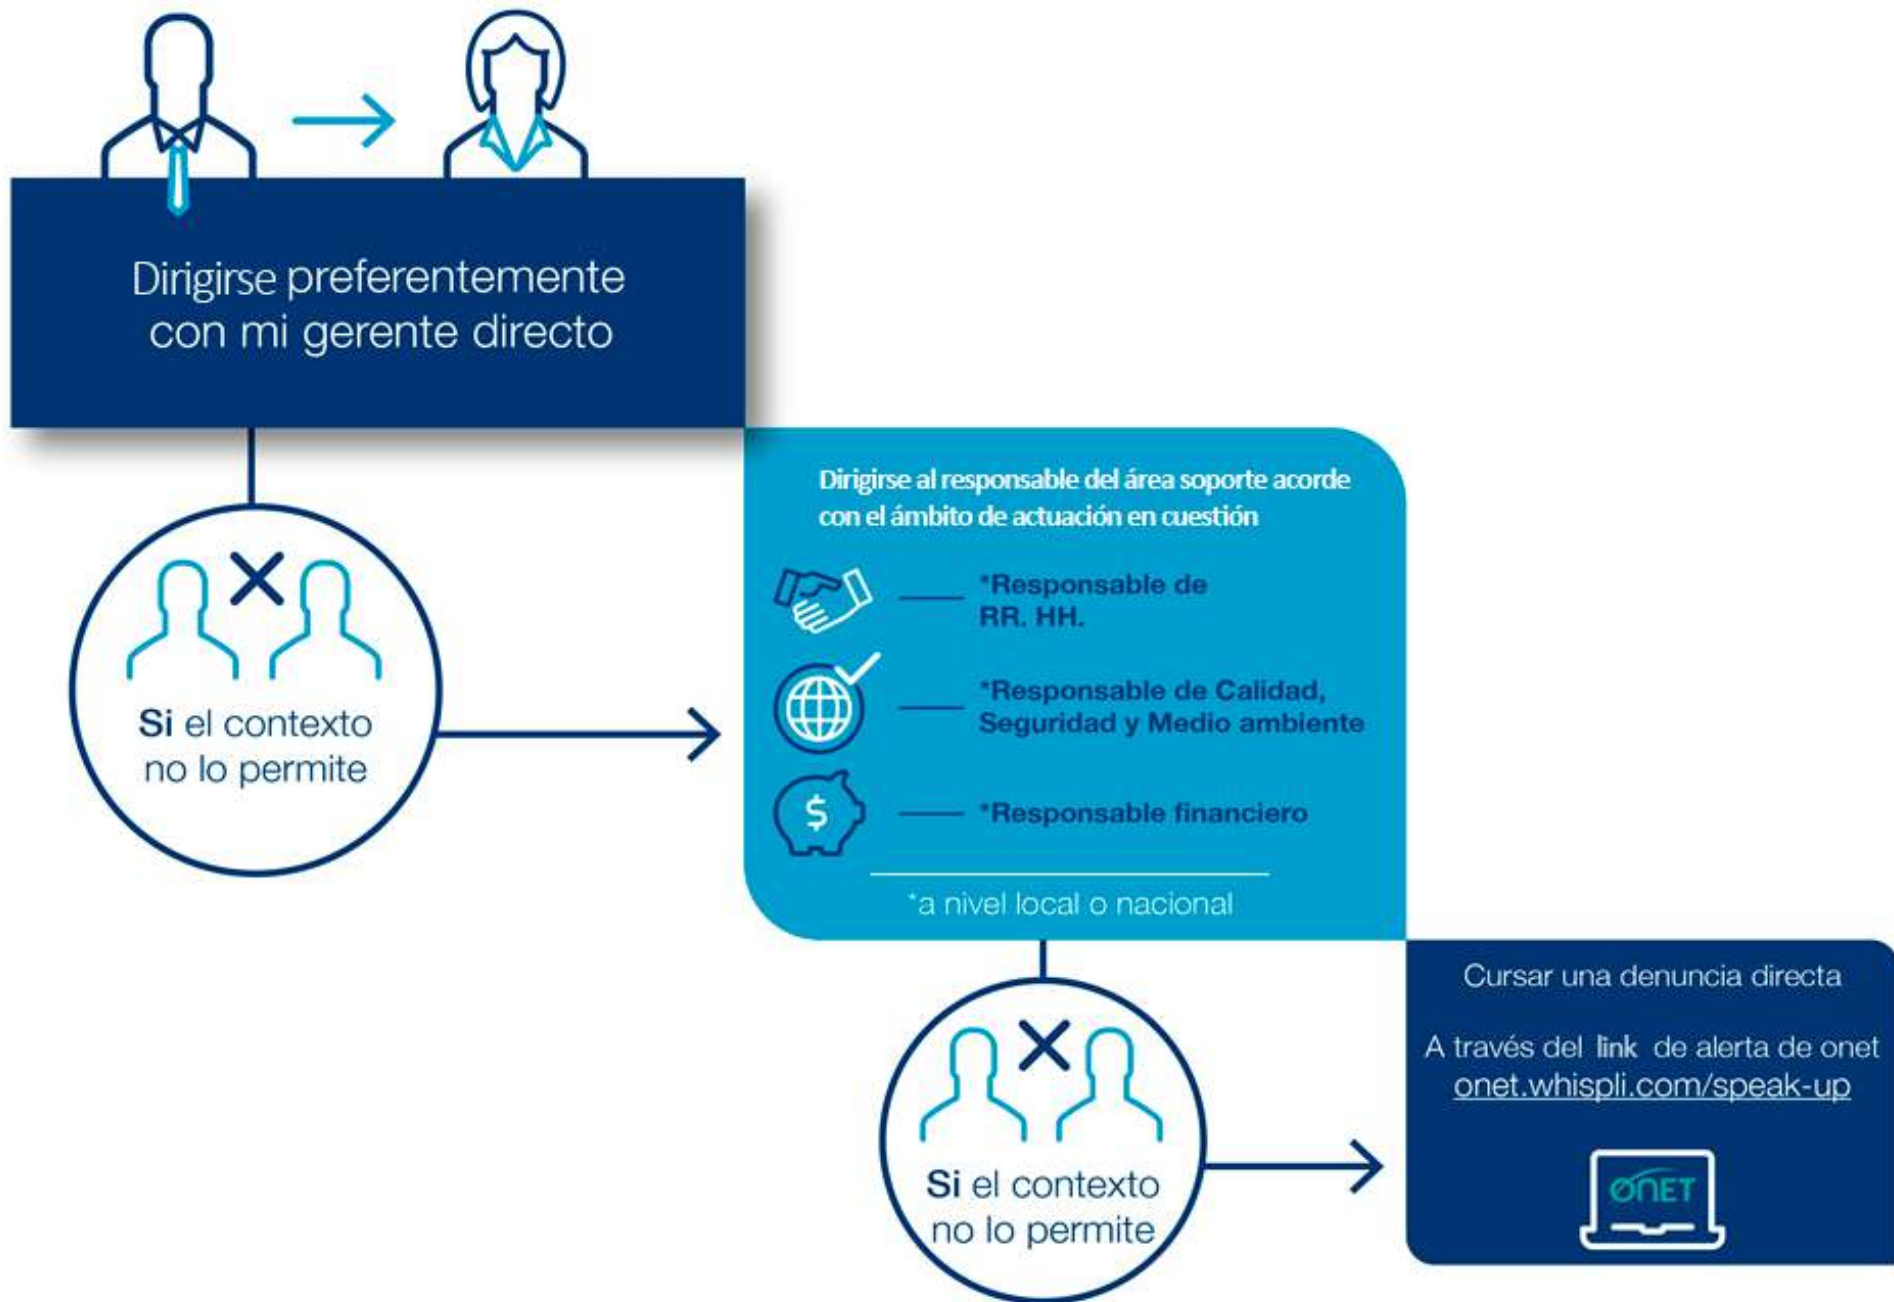 Dirigirse preferentemente
con mi gerente directo
Si el contexto
no lo permite
Dirigirse al responsable del área soporte acorde
con el ámbito de actuación en cuestión
*Responsable de
RR. HH.
*Responsable de Calidad,
Seguridad y Medio ambiente
$
*Responsable financiero
*a nivel local o nacional
Si el contexto
no lo permite
Cursar una denuncia directa
A través del link de alerta de onet
onet.whispli.com/speak-up
ONET